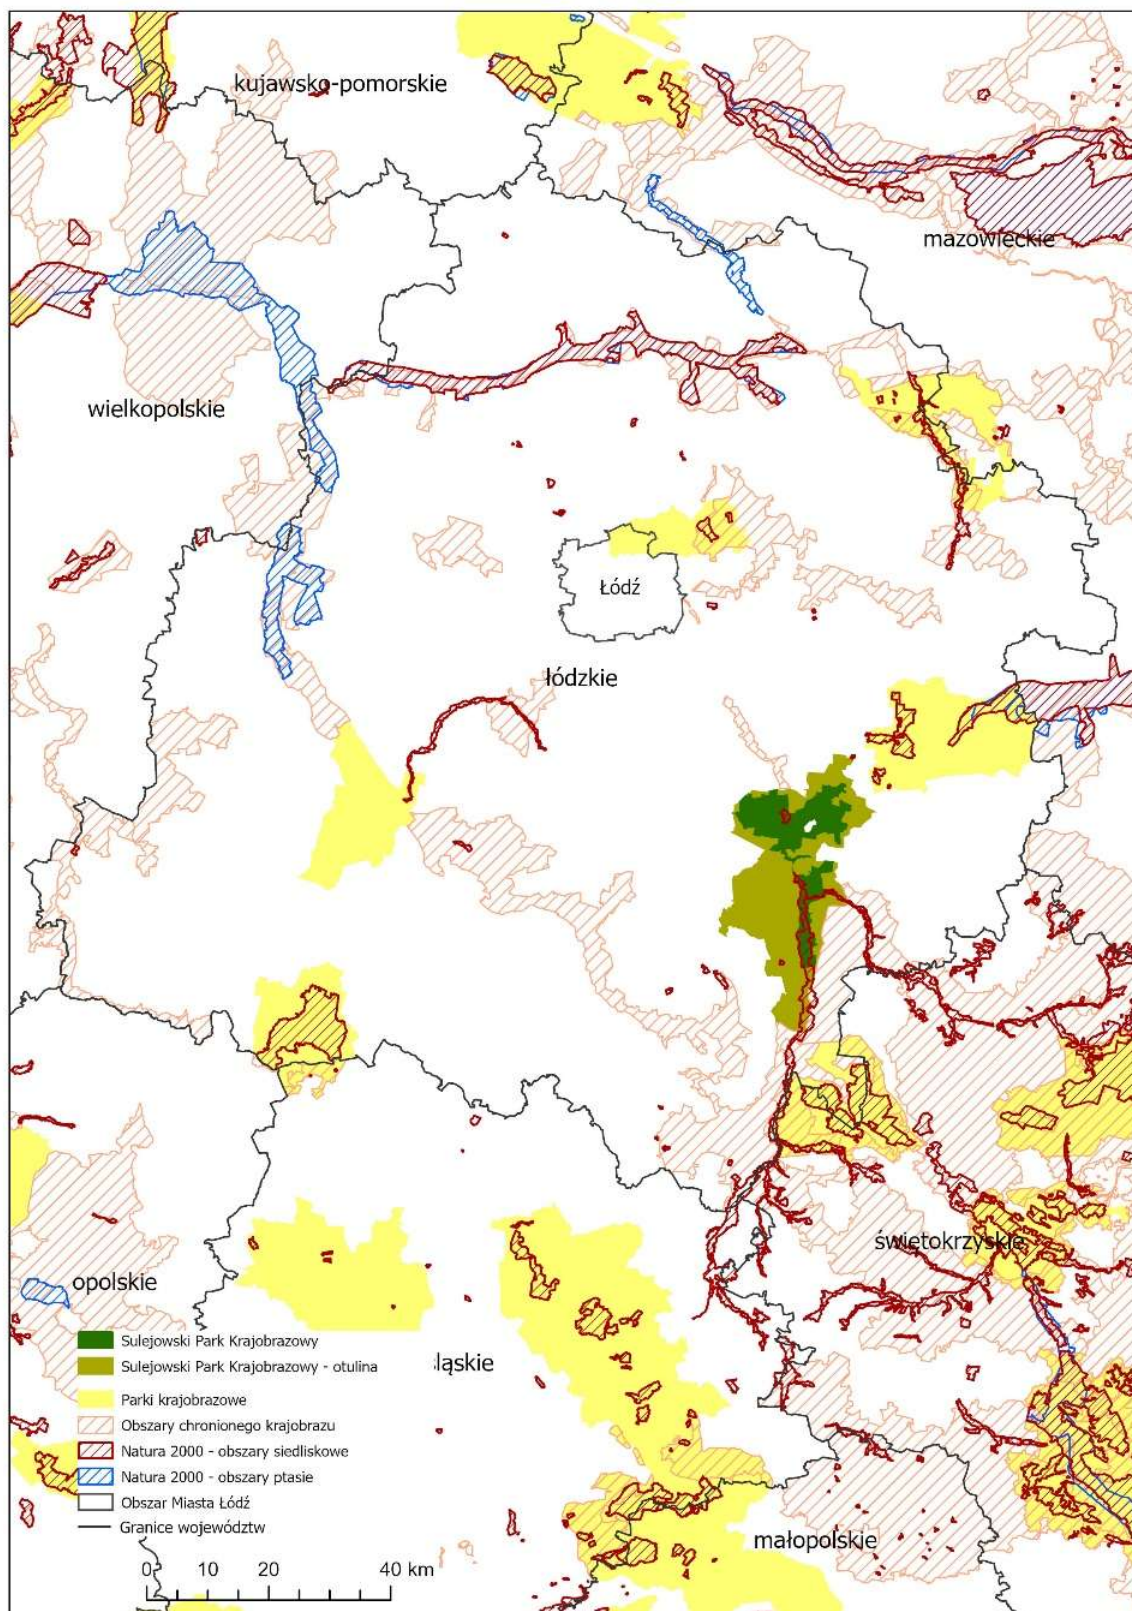 kujawsko-pomorskie
mazowieckie
wielkopolskie
Łódź
łódzkie
świętokrzyskie
opolskie
Sulejowski Park Krajobrazowy
Sulejowski Park Krajobrazowy - otulina
śląskie
Parki krajobrazowe
Obszary chronionego krajobrazu
Natura 2000 - obszary siedliskowe
Natura 2000 - obszary ptasie
Obszar Miasta Łódź
Granice województw
małopolskie
0 10 20 40 km